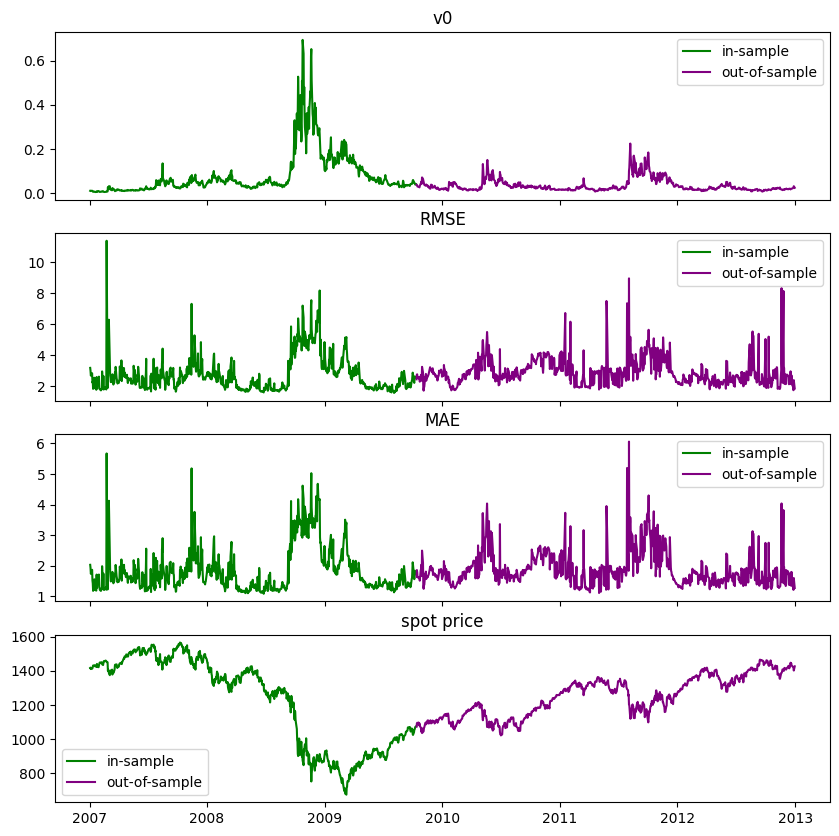 v0
0.6
0.4
0.2
0.0
in-sample
out-of-sample
RMSE
10
8
6
4
2
in-sample
out-of-sample
MAE
6
5
4
3
2
1
in-sample
out-of-sample
spot price
1600
1400
1200
1000
800
in-sample
out-of-sample
2007 2008 2009 2010 2011 2012 2013